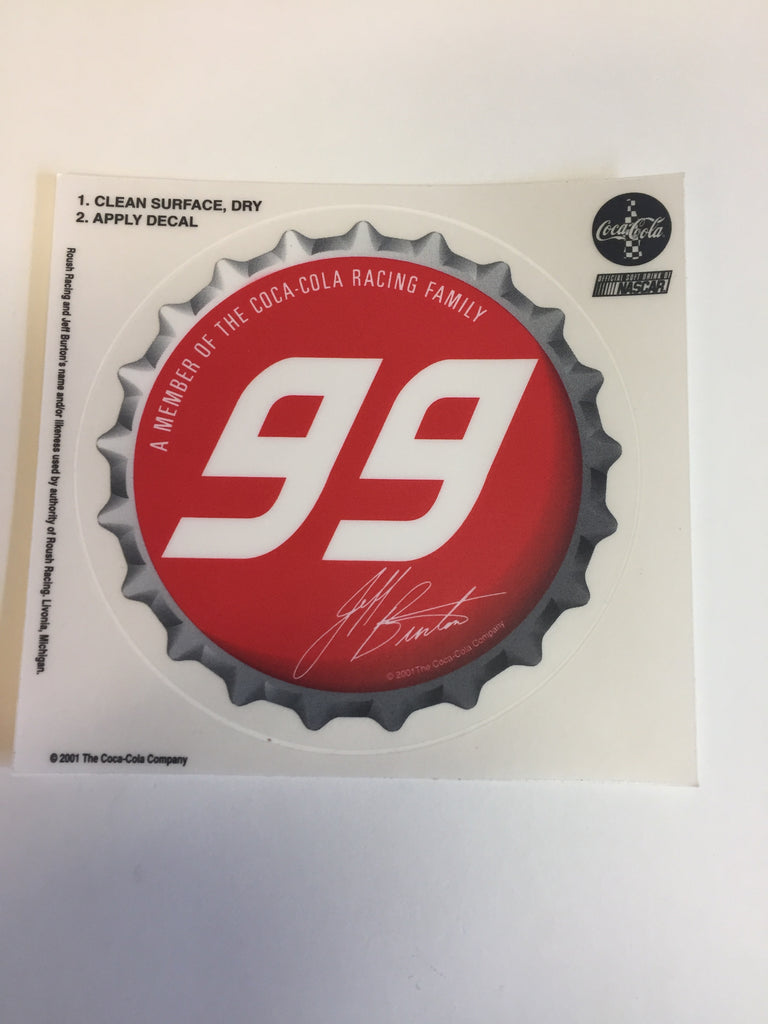 1. CLEAN SURFACE, DRY
2. APPLY DECAL
Coca-Cola
OFFICIAL SOFT DRINK OF
NASCAR
A MEMBER OF THE COCA-COLA RACING FAMILY
99
Jeff Burton
© 2001 The Coca-Cola Company
Roush Racing and Jeff Burton's name and/or likeness used by authority of Roush Racing. Livonia, Michigan.
© 2001 The Coca-Cola Company